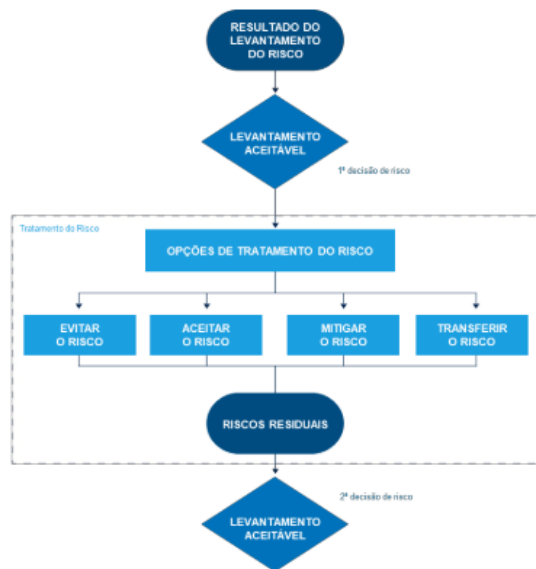 RESULTADO DO
LEVANTAMENTO
DO RISCO
LEVANTAMENTO
ACEITÁVEL
1ª decisão de risco
Tratamento do Risco
OPÇÕES DE TRATAMENTO DO RISCO
EVITAR
O RISCO
ACEITAR
O RISCO
MITIGAR
O RISCO
TRANSFERIR
O RISCO
RISCOS RESIDUAIS
2ª decisão de risco
LEVANTAMENTO
ACEITÁVEL